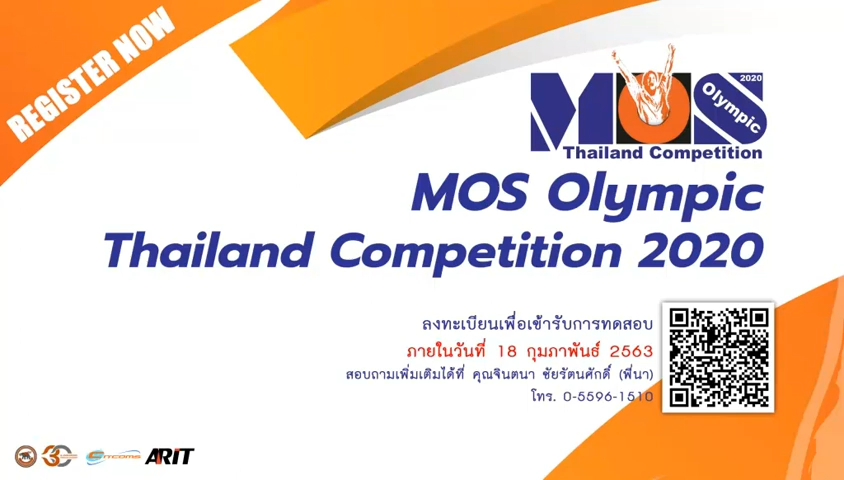 REGISTER NOW
MOS
2020
Olympic
Thailand Competition
MOS Olympic
Thailand Competition 2020
ลงทะเบียนเพื่อเข้ารับการทดสอบ
ภายในวันที่ 18 กุมภาพันธ์ 2563
สอบถามเพิ่มเติมได้ที่ คุณจินตนา ชัยรัตนศักดิ์ (พี่นา)
โทร. 0-5596-1510
CITCOMS
ARIT